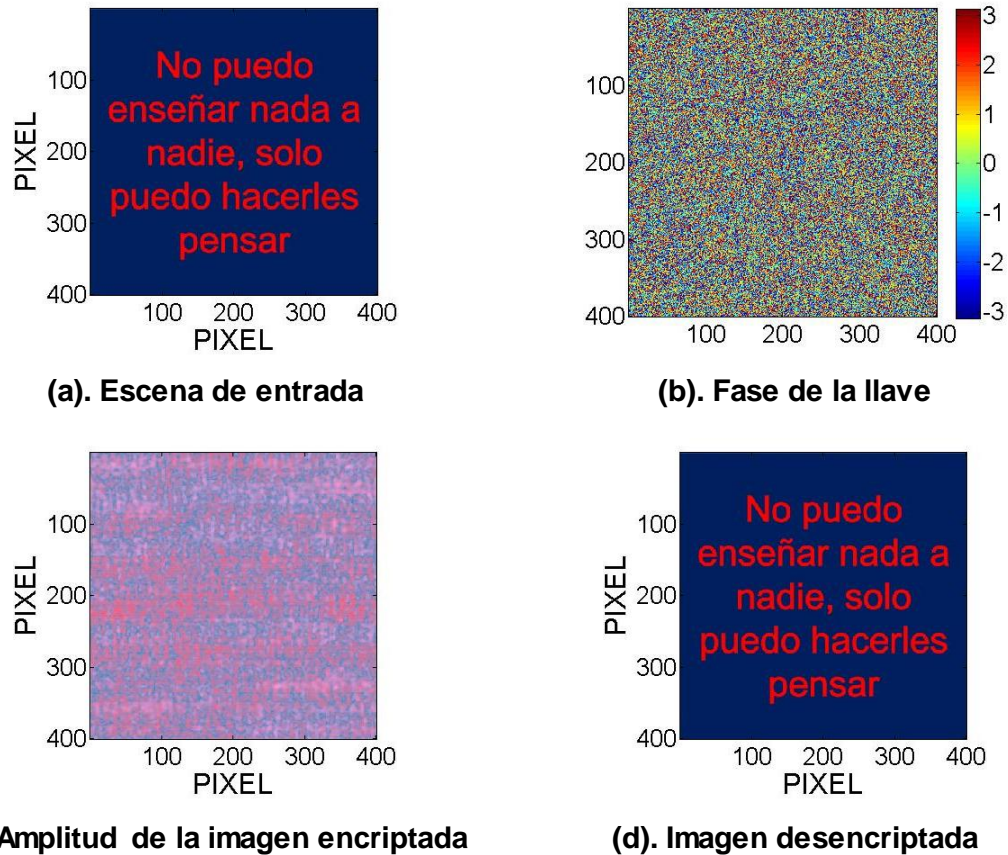 No puedo
enseñar nada a
nadie, solo
puedo hacerles
pensar
100
200
300
400
PIXEL
100 200 300 400
PIXEL
(a). Escena de entrada
100
200
300
400
100 200 300 400
3
2
1
0
-1
-2
-3
(b). Fase de la llave
100
200
300
400
PIXEL
100 200 300 400
PIXEL
Amplitud de la imagen encriptada
No puedo
enseñar nada a
nadie, solo
puedo hacerles
pensar
100
200
300
400
PIXEL
100 200 300 400
PIXEL
(d). Imagen desencriptada